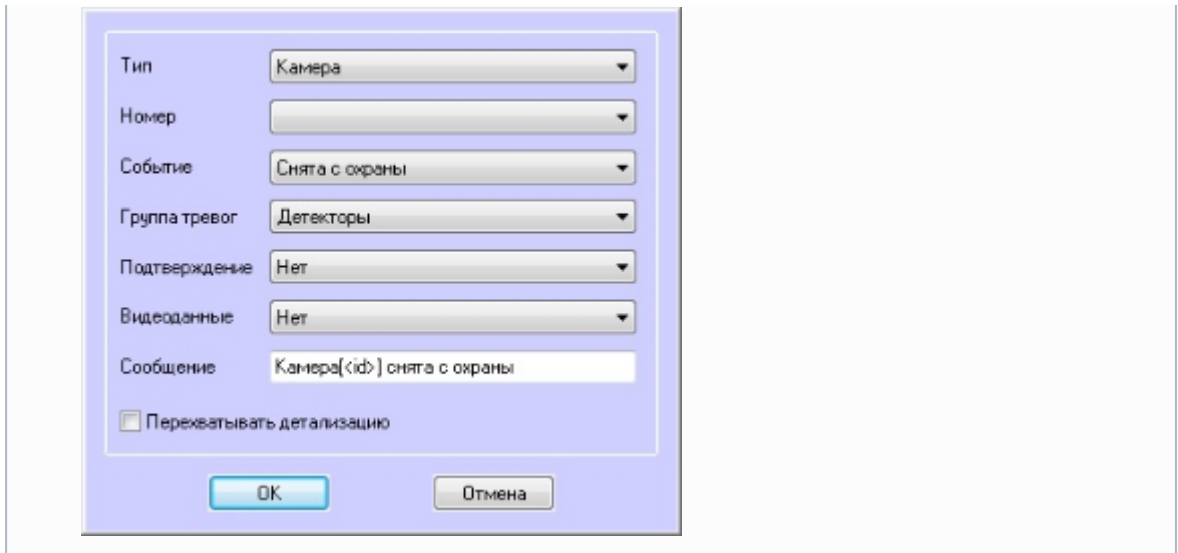 Тип Камера
Номер
Событие Снята с охраны
Группа тревог Детекторы
Подтверждение Нет
Видеоданные Нет
Сообщение Камера[<id>] снята с охраны
Перехватывать детализацию
OK Отмена